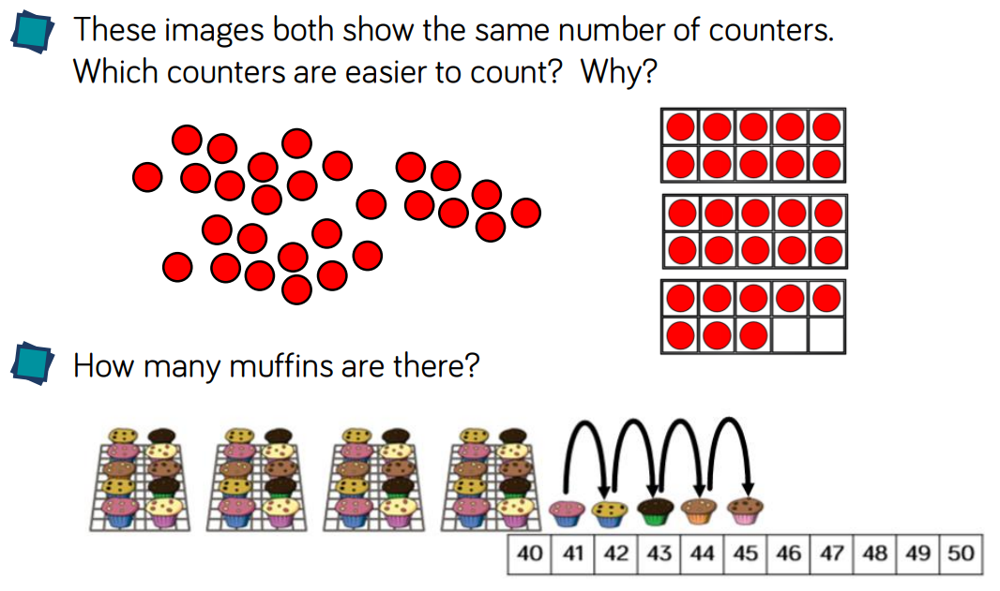 These images both show the same number of counters.
Which counters are easier to count? Why?
How many muffins are there?
40 41 42 43 44 45 46 47 48 49 50